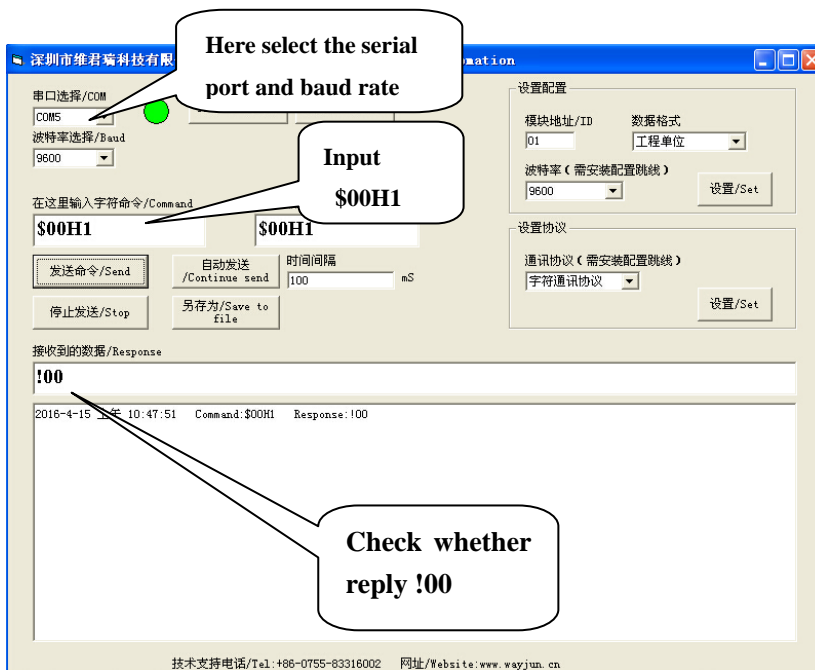 深圳市维君瑞科技有限
mation
Here select the serial
port and baud rate
串口选择/COM
COM5
波特率选择/Baud
9600
Input
$00H1
在这里输入字符命令/Command
$00H1
$00H1
发送命令/Send
自动发送
/Continue send
时间间隔
100
mS
停止发送/Stop
另存为/Save to
file
设置配置
模块地址/ID
数据格式
01
工程单位
波特率(需安装配置跳线)
9600
设置/Set
设置协议
通讯协议(需安装配置跳线)
字符通讯协议
设置/Set
接收到的数据/Response
!00
2016-4-15 上午 10:47:51 Command:$00H1 Response:!00
Check whether
reply !00
技术支持电话/Tel:+86-0755-83316002 网址/Website:www.wayjun.cn